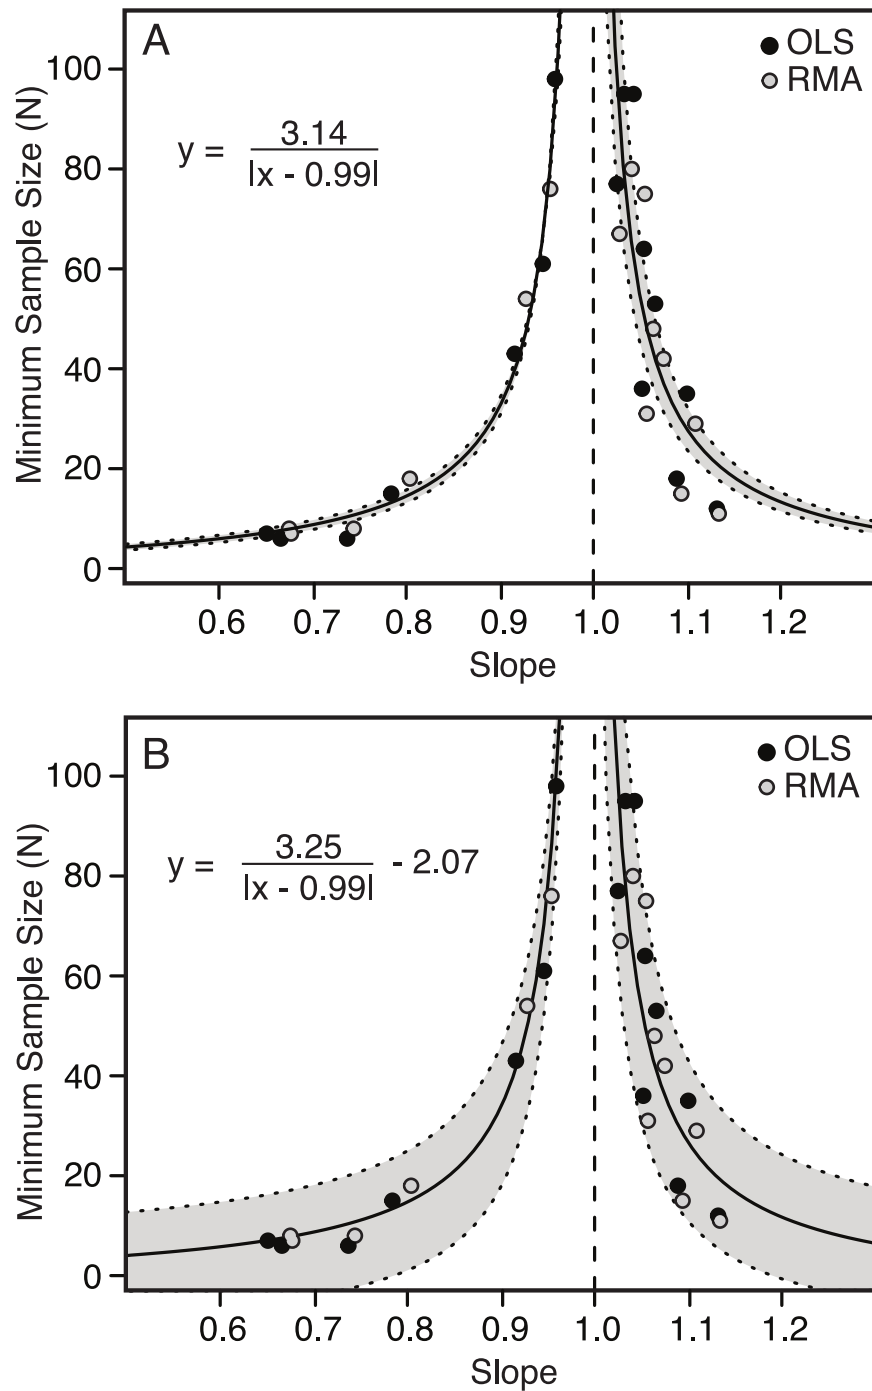 A
OLS
RMA
y = 3.14
|x - 0.99|
Minimum Sample Size (N)
100
80
60
40
20
0
0.6 0.7 0.8 0.9 1.0 1.1 1.2
Slope
B
OLS
RMA
y = 3.25 - 2.07
|x - 0.99|
Minimum Sample Size (N)
100
80
60
40
20
0
0.6 0.7 0.8 0.9 1.0 1.1 1.2
Slope